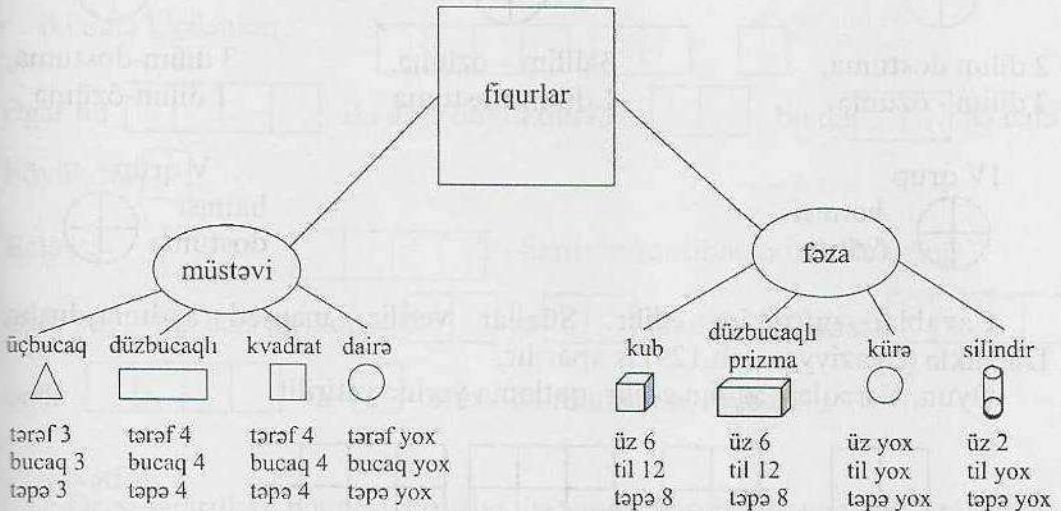 fiqurlar
müstəvi
fəza
üçbucaq
düzbucaqlı
kvadrat
dairə
kub
düzbucaqlı
prizma
kürə
silindir
tərəf 3
bucaq 3
təpə 3
tərəf 4
bucaq 4
təpə 4
tərəf 4
bucaq 4
təpə 4
tərəf yox
bucaq yox
təpə yox
üz 6
til 12
təpə 8
üz 6
til 12
təpə 8
üz yox
til yox
təpə yox
üz 2
til yox
təpə yox